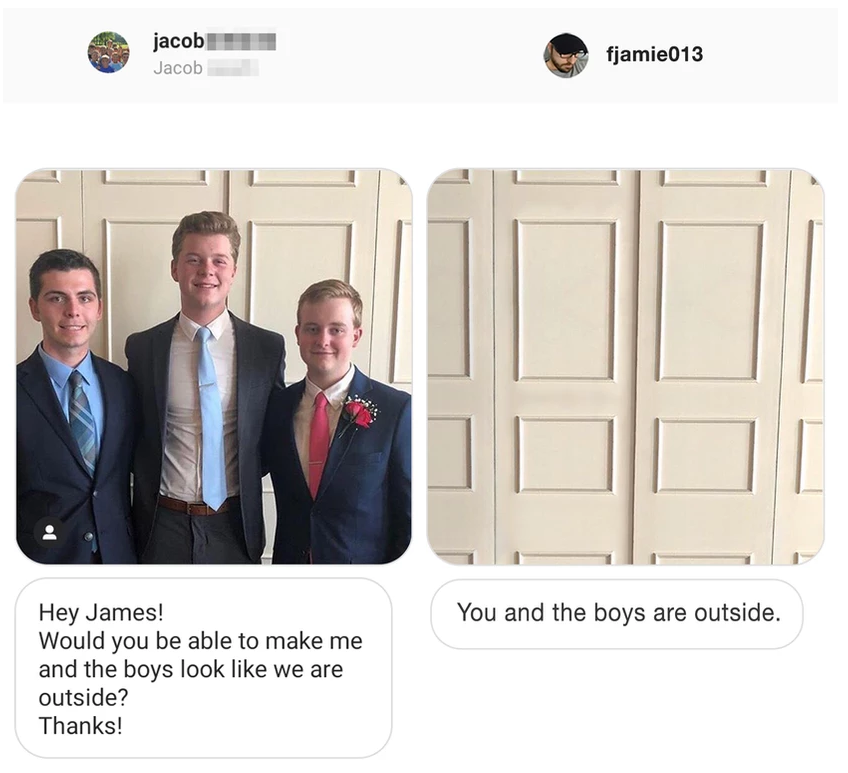 jacob
Jacob
fjamie013
Hey James!
Would you be able to make me
and the boys look like we are
outside?
Thanks!
You and the boys are outside.